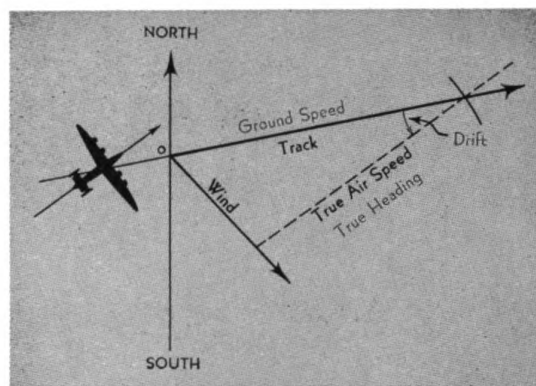 NORTH
O
Ground Speed
Track
Drift
Wind
True Air Speed
True Heading
SOUTH